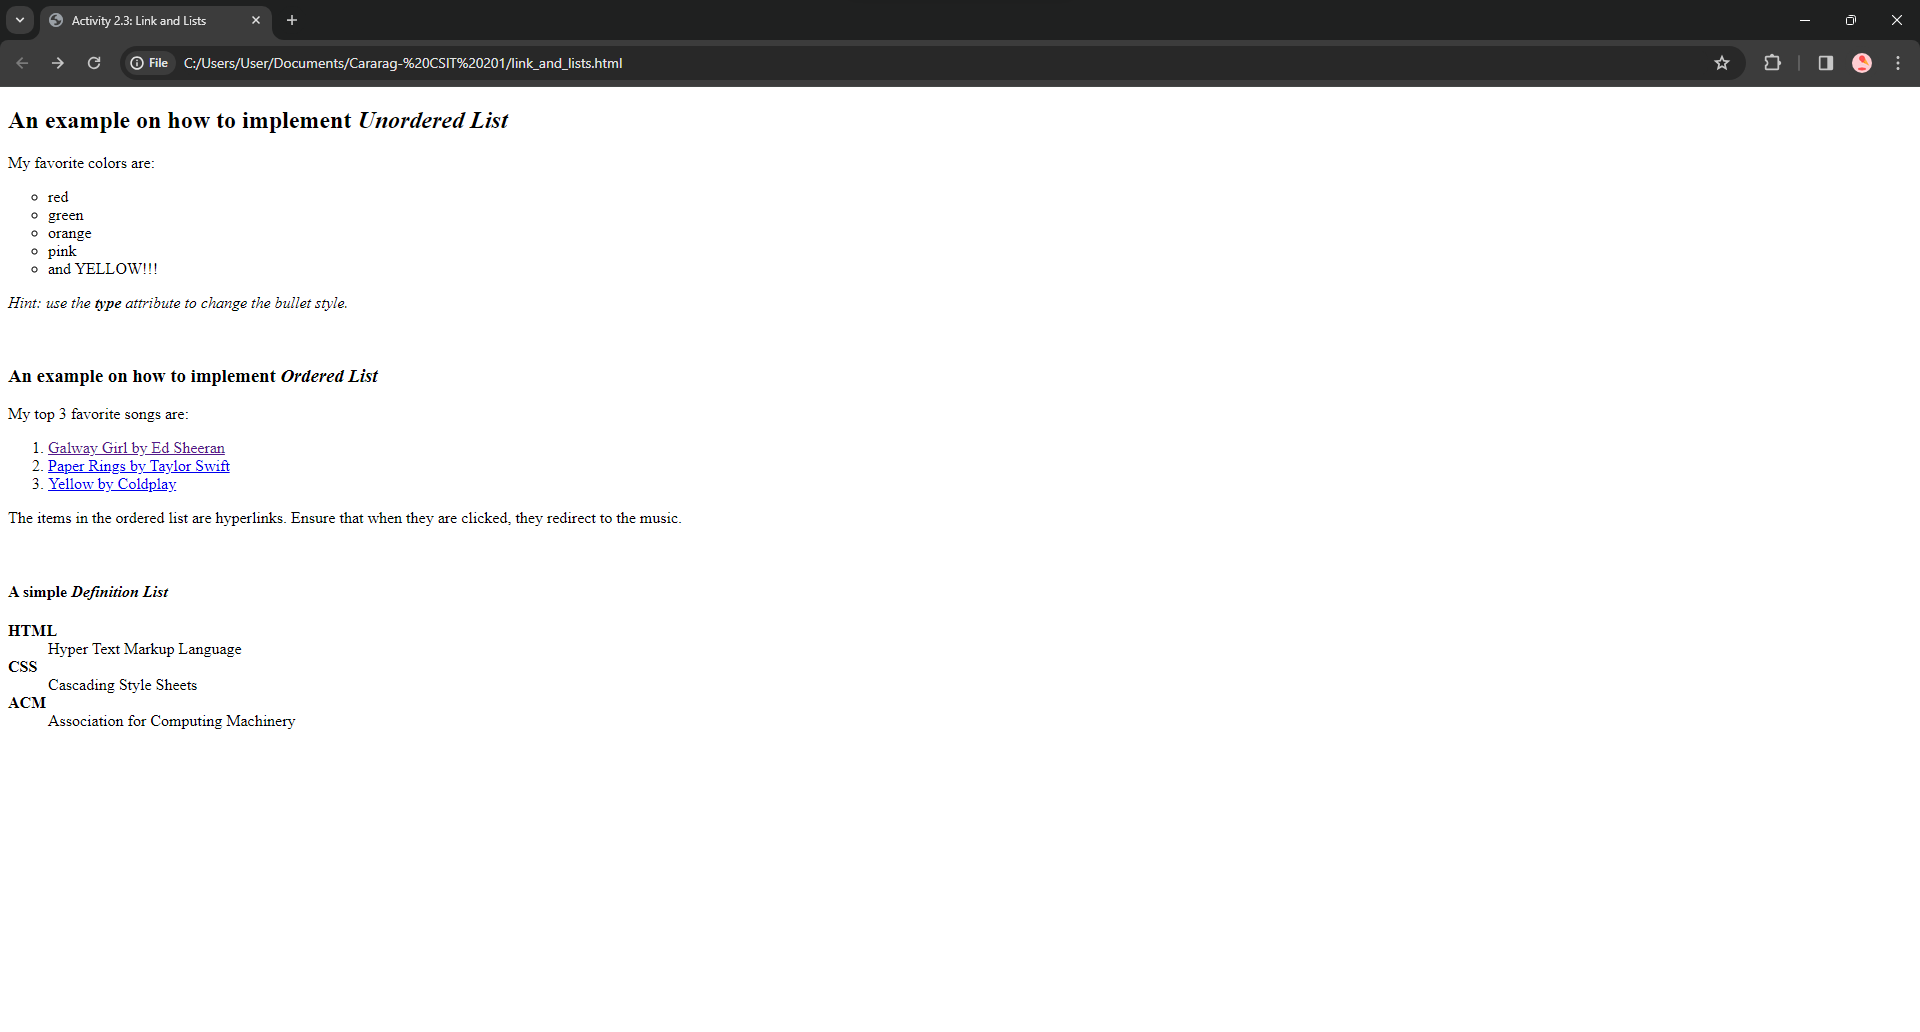 Activity 2.3: Link and Lists
File C:/Users/User/Documents/Cararag-%20CSIT%20201/link_and_lists.html
An example on how to implement Unordered List
My favorite colors are:
red
green
orange
pink
and YELLOW!!!
Hint: use the type attribute to change the bullet style.
An example on how to implement Ordered List
My top 3 favorite songs are:
1. Galway Girl by Ed Sheeran
2. Paper Rings by Taylor Swift
3. Yellow by Coldplay
The items in the ordered list are hyperlinks. Ensure that when they are clicked, they redirect to the music.
A simple Definition List
HTML
Hyper Text Markup Language
CSS
Cascading Style Sheets
ACM
Association for Computing Machinery